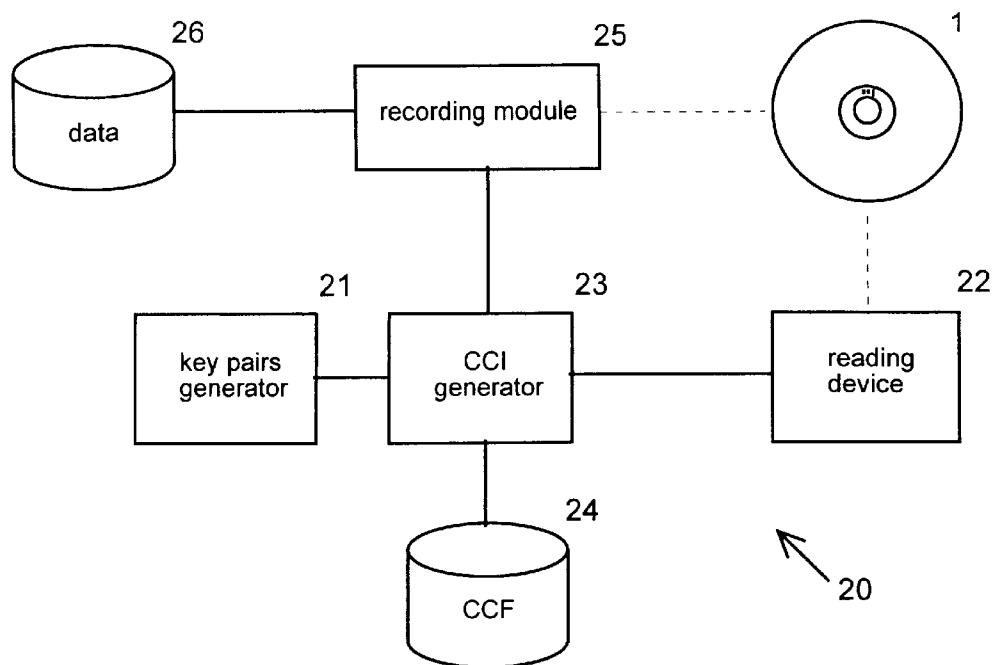 26
25
1
data
recording module
21
23
22
key pairs
generator
CCI
generator
reading
device
24
CCF
20